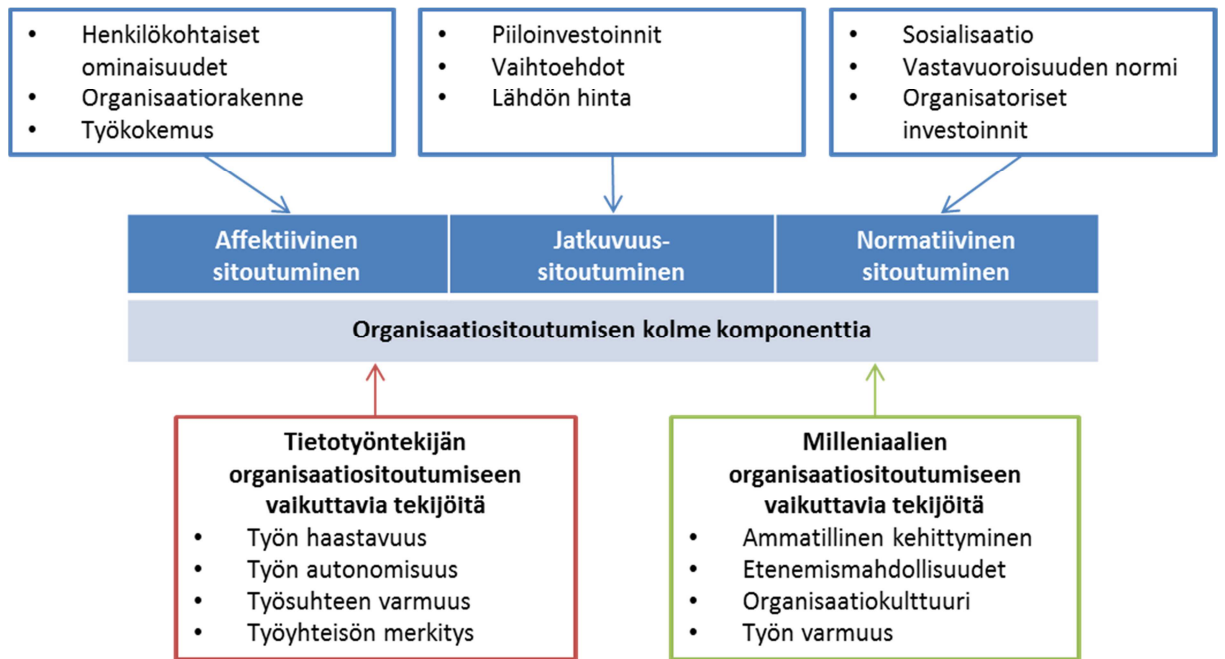 • Henkilökohtaiset
ominaisuudet
• Organisaatiorakenne
• Työkokemus
• Piiloinvestoinnit
• Vaihtoehdot
• Lähdön hinta
• Sosialisaatio
• Vastavuoroisuuden normi
• Organisatoriset
investoinnit
Affektiivinen
sitoutuminen
Jatkuvuus-
sitoutuminen
Normatiivinen
sitoutuminen
Organisaatiositoutumisen kolme komponenttia
Tietotyöntekijän
organisaatiositoutumiseen
vaikuttavia tekijöitä
• Työn haastavuus
• Työn autonomisuus
• Työsuhteen varmuus
• Työyhteisön merkitys
Milleniaalien
organisaatiositoutumiseen
vaikuttavia tekijöitä
• Ammatillinen kehittyminen
• Etenemismahdollisuudet
• Organisaatiokulttuuri
• Työn varmuus